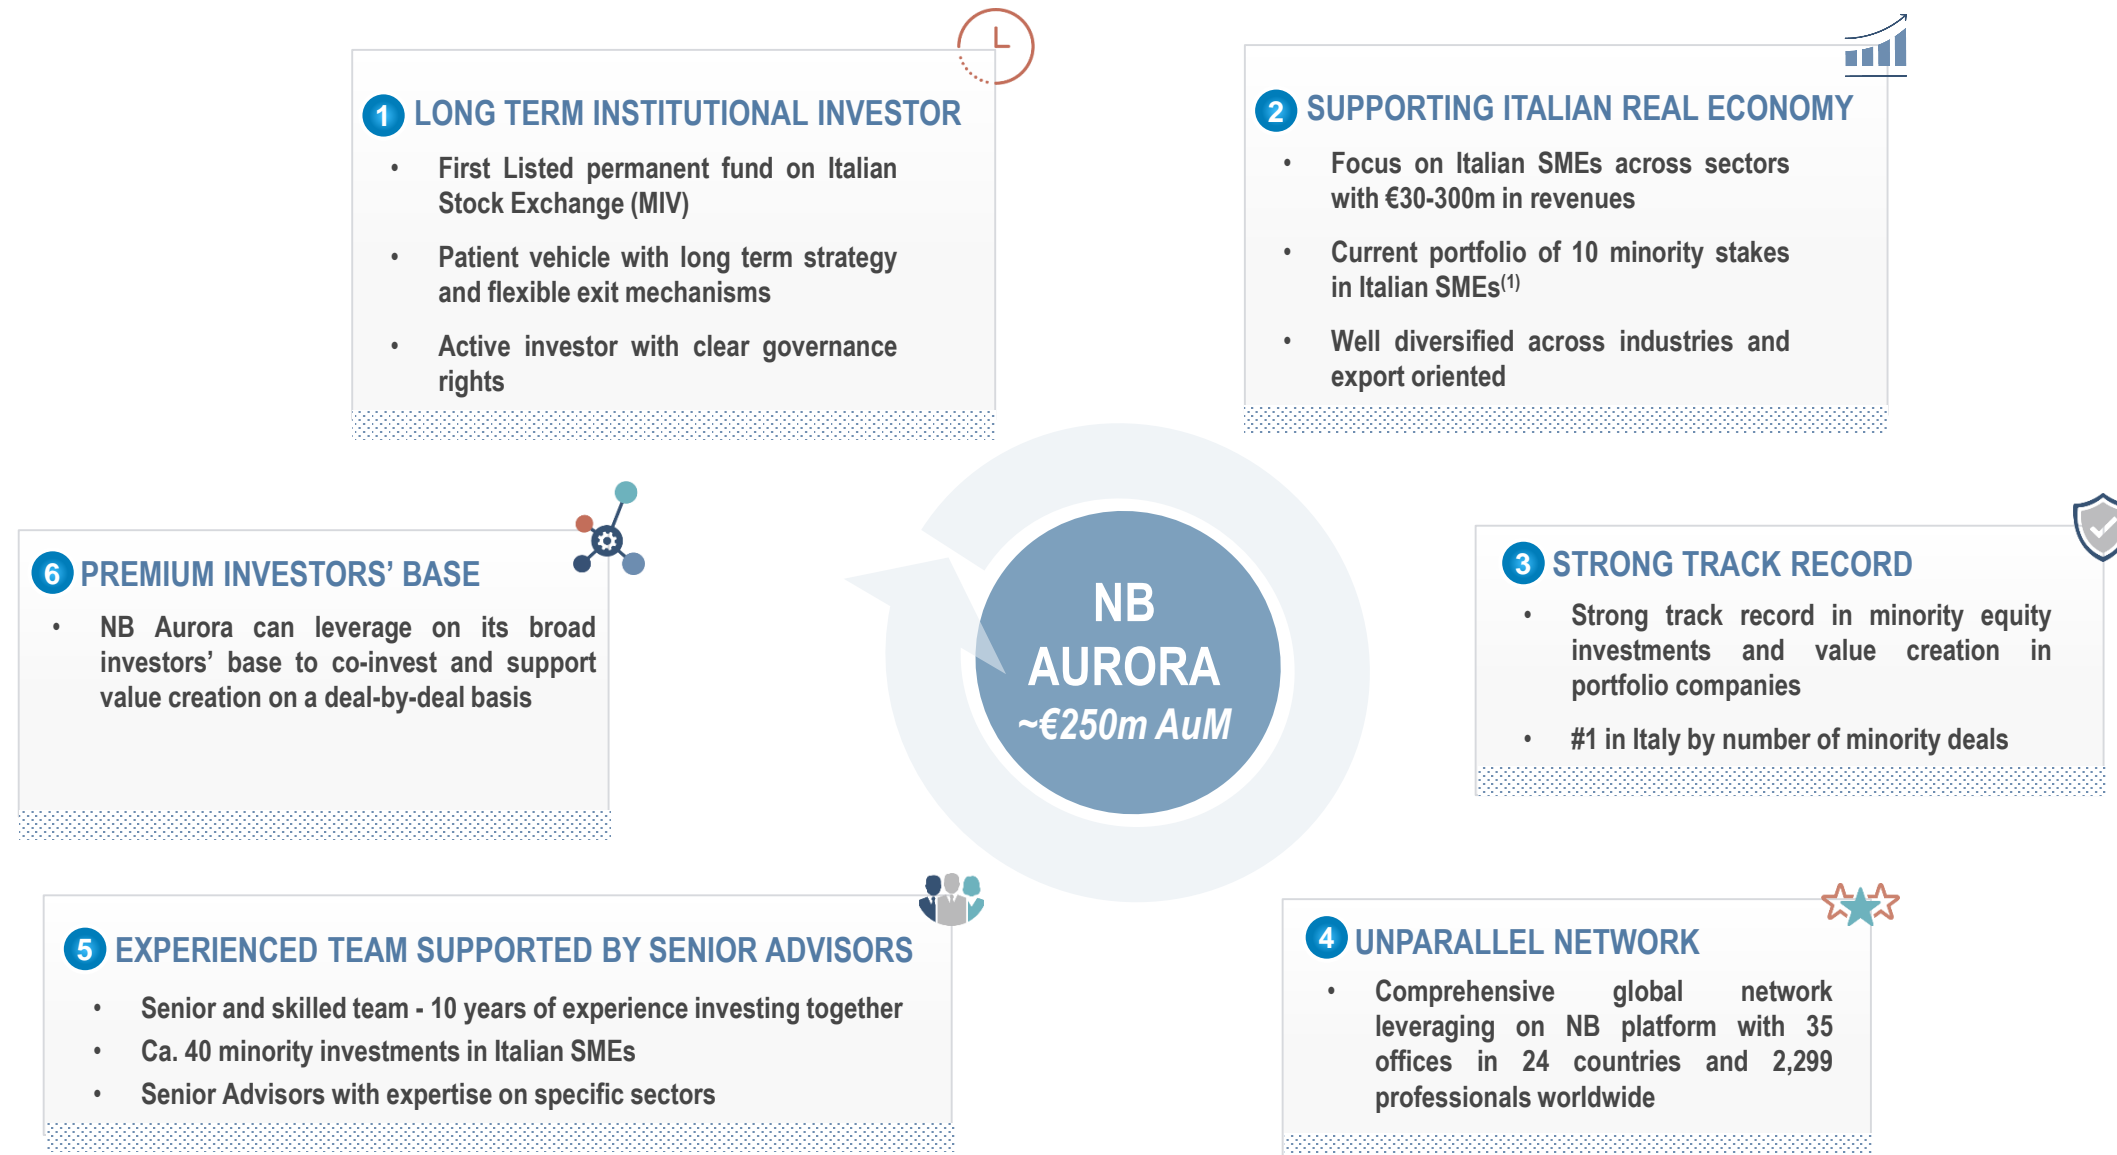 1 LONG TERM INSTITUTIONAL INVESTOR
• First Listed permanent fund on Italian
Stock Exchange (MIV)
• Patient vehicle with long term strategy
and flexible exit mechanisms
• Active investor with clear governance
rights
2 SUPPORTING ITALIAN REAL ECONOMY
• Focus on Italian SMEs across sectors
with €30-300m in revenues
• Current portfolio of 10 minority stakes
in Italian SMEs(1)
• Well diversified across industries and
export oriented
NB
AURORA
~€250m AuM
3 STRONG TRACK RECORD
• Strong track record in minority equity
investments and value creation in
portfolio companies
• #1 in Italy by number of minority deals
4 UNPARALLEL NETWORK
• Comprehensive global network
leveraging on NB platform with 35
offices in 24 countries and 2,299
professionals worldwide
5 EXPERIENCED TEAM SUPPORTED BY SENIOR ADVISORS
• Senior and skilled team - 10 years of experience investing together
• Ca. 40 minority investments in Italian SMEs
• Senior Advisors with expertise on specific sectors
6 PREMIUM INVESTORS’ BASE
• NB Aurora can leverage on its broad
investors’ base to co-invest and support
value creation on a deal-by-deal basis